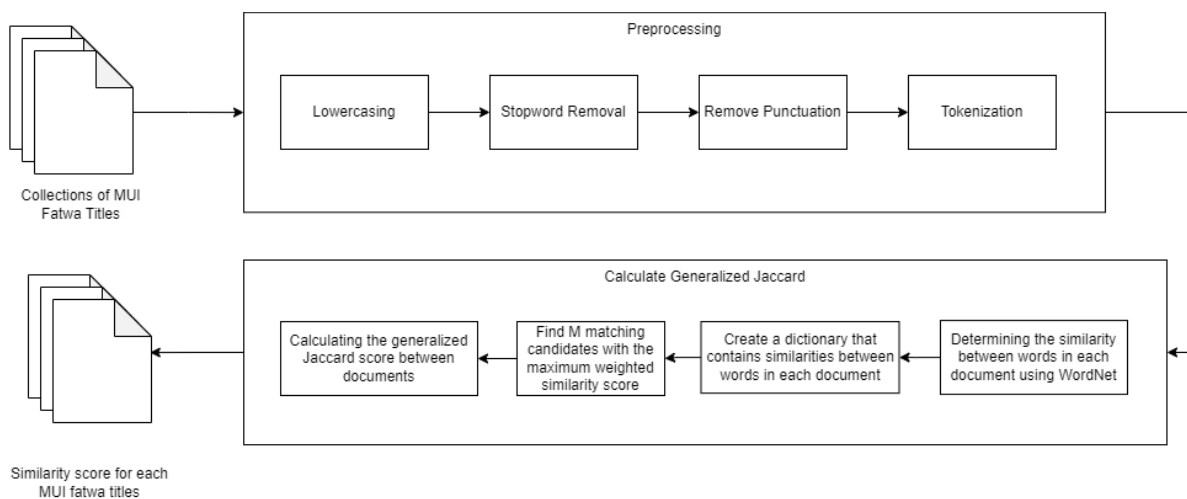 Preprocessing
Lowercasing
Stopword Removal
Remove Punctuation
Tokenization
Collections of MUI
Fatwa Titles
Calculate Generalized Jaccard
Calculating the generalized
Jaccard score between
documents
Find M matching
candidates with the
maximum weighted
similarity score
Create a dictionary that
contains similarities between
words in each document
Determining the similarity
between words in each
document using WordNet
Similarity score for each
MUI fatwa titles